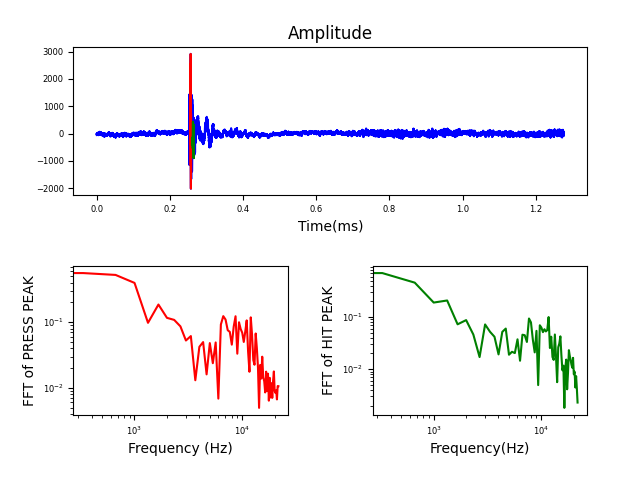 Amplitude
3000
2000
1000
0
−1000
−2000
0.0 0.2 0.4 0.6 0.8 1.0 1.2
Time(ms)
FFT of PRESS PEAK
10⁻¹
10⁻²
10³ 10⁴
Frequency (Hz)
FFT of HIT PEAK
10⁻¹
10⁻²
10³ 10⁴
Frequency(Hz)